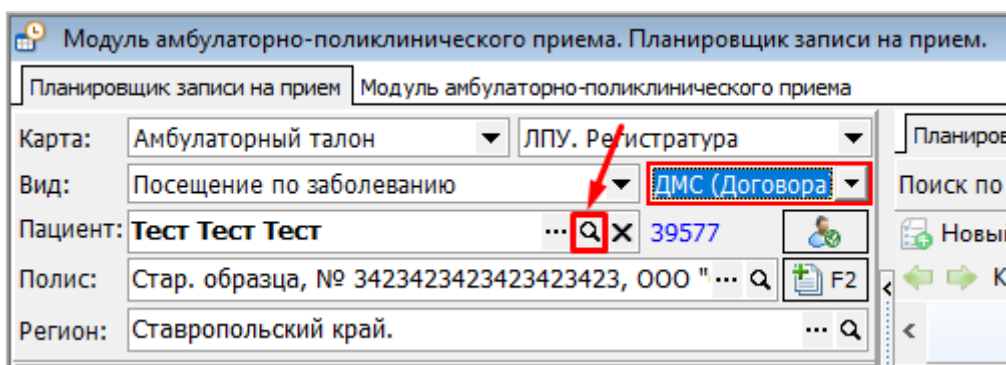 Модуль амбулаторно-поликлинического приема. Планировщик записи на прием.
Планировщик записи на прием Модуль амбулаторно-поликлинического приема
Карта: Амбулаторный талон ЛПУ. Регистратура
Вид: Посещение по заболеванию ДМС (Договора
Пациент: Тест Тест Тест ... 39577
Полис: Стар. образца, № 3423423423423423423, ООО " ... F2
Регион: Ставропольский край. ...
Планиров
Поиск по
Новы
К